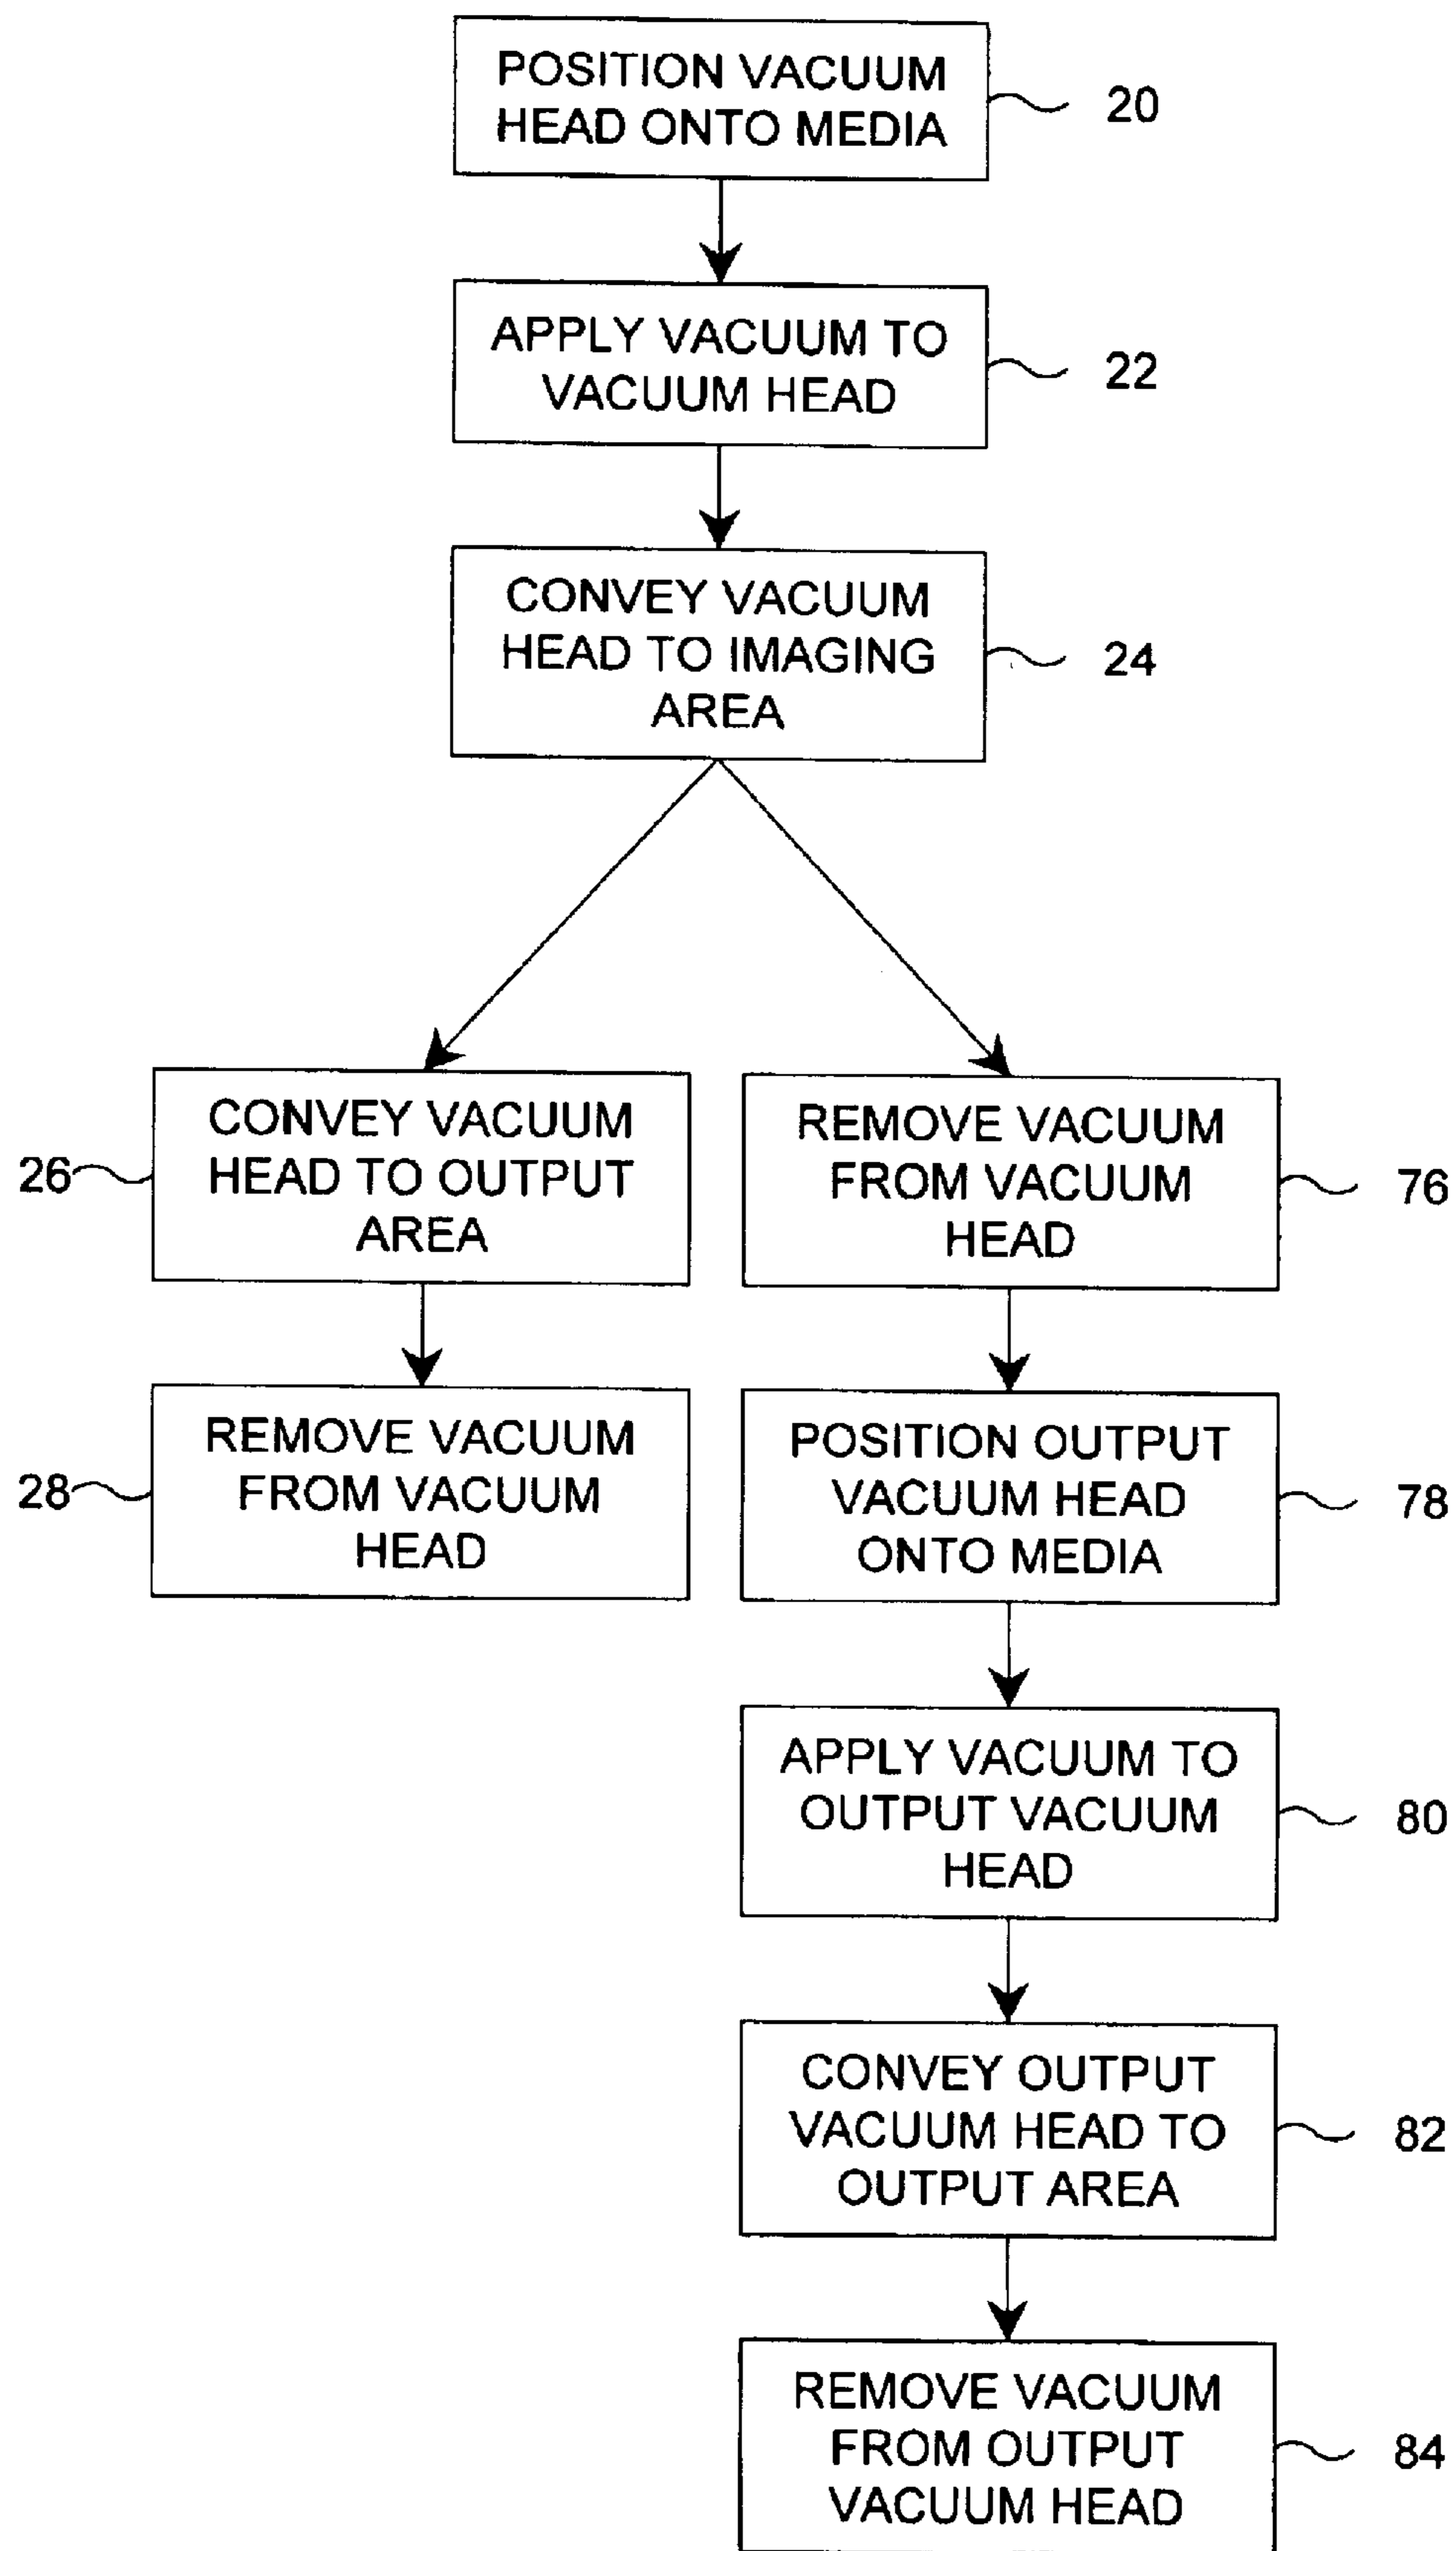 POSITION VACUUM
HEAD ONTO MEDIA
20
APPLY VACUUM TO
VACUUM HEAD
22
CONVEY VACUUM
HEAD TO IMAGING
AREA
24
CONVEY VACUUM
HEAD TO OUTPUT
AREA
26
REMOVE VACUUM
FROM VACUUM
HEAD
28
REMOVE VACUUM
FROM VACUUM
HEAD
76
POSITION OUTPUT
VACUUM HEAD
ONTO MEDIA
78
APPLY VACUUM TO
OUTPUT VACUUM
HEAD
80
CONVEY OUTPUT
VACUUM HEAD TO
OUTPUT AREA
82
REMOVE VACUUM
FROM OUTPUT
VACUUM HEAD
84